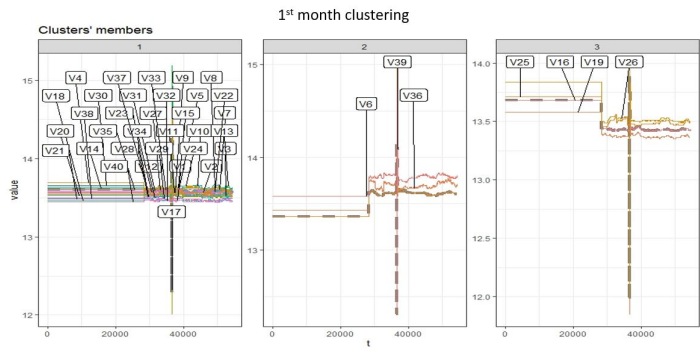 1st month clustering
Clusters' members
1
2
3
V4 V37 V33 V9 V8
V18 V30 V31 V32 V5 V22
V38 V23 V27 V15 V7
V20 V35 V34 V11 V10 V13
V21 V14 V28 V29 V24 V3
V40
V17
V39
V6 V36
V25 V16 V19 V26
15
14
13
12
15
14
13
14.0
13.5
13.0
12.5
12.0
value
0 20000 40000
0 20000 40000
0 20000 40000
t